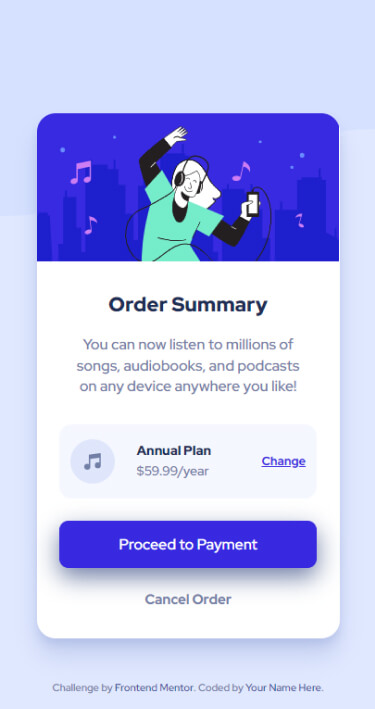 Order Summary
You can now listen to millions of
songs, audiobooks, and podcasts
on any device anywhere you like!
Annual Plan
$59.99/year
Change
Proceed to Payment
Cancel Order
Challenge by Frontend Mentor. Coded by Your Name Here.